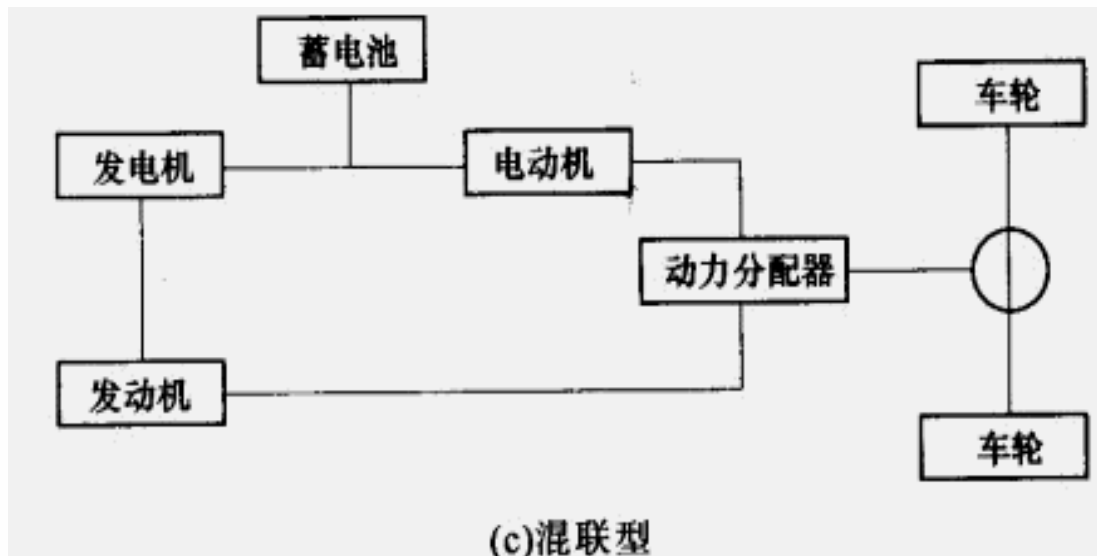 蓄电池
车轮
发电机
电动机
动力分配器
发动机
车轮
(c)混联型